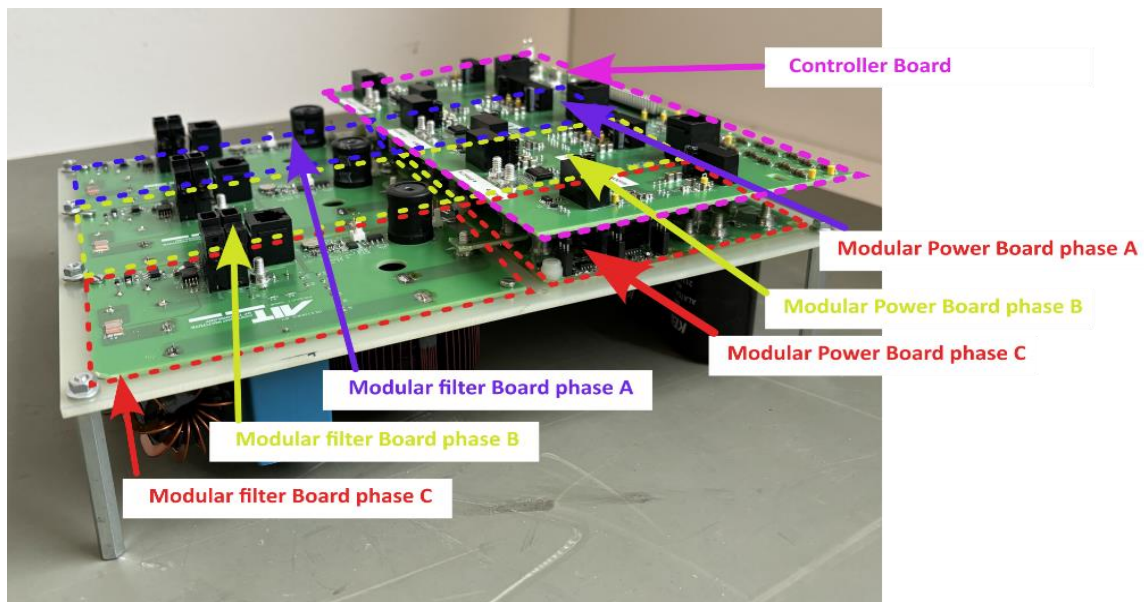 Controller Board
Modular Power Board phase A
Modular Power Board phase B
Modular Power Board phase C
Modular filter Board phase A
Modular filter Board phase B
Modular filter Board phase C
AIT